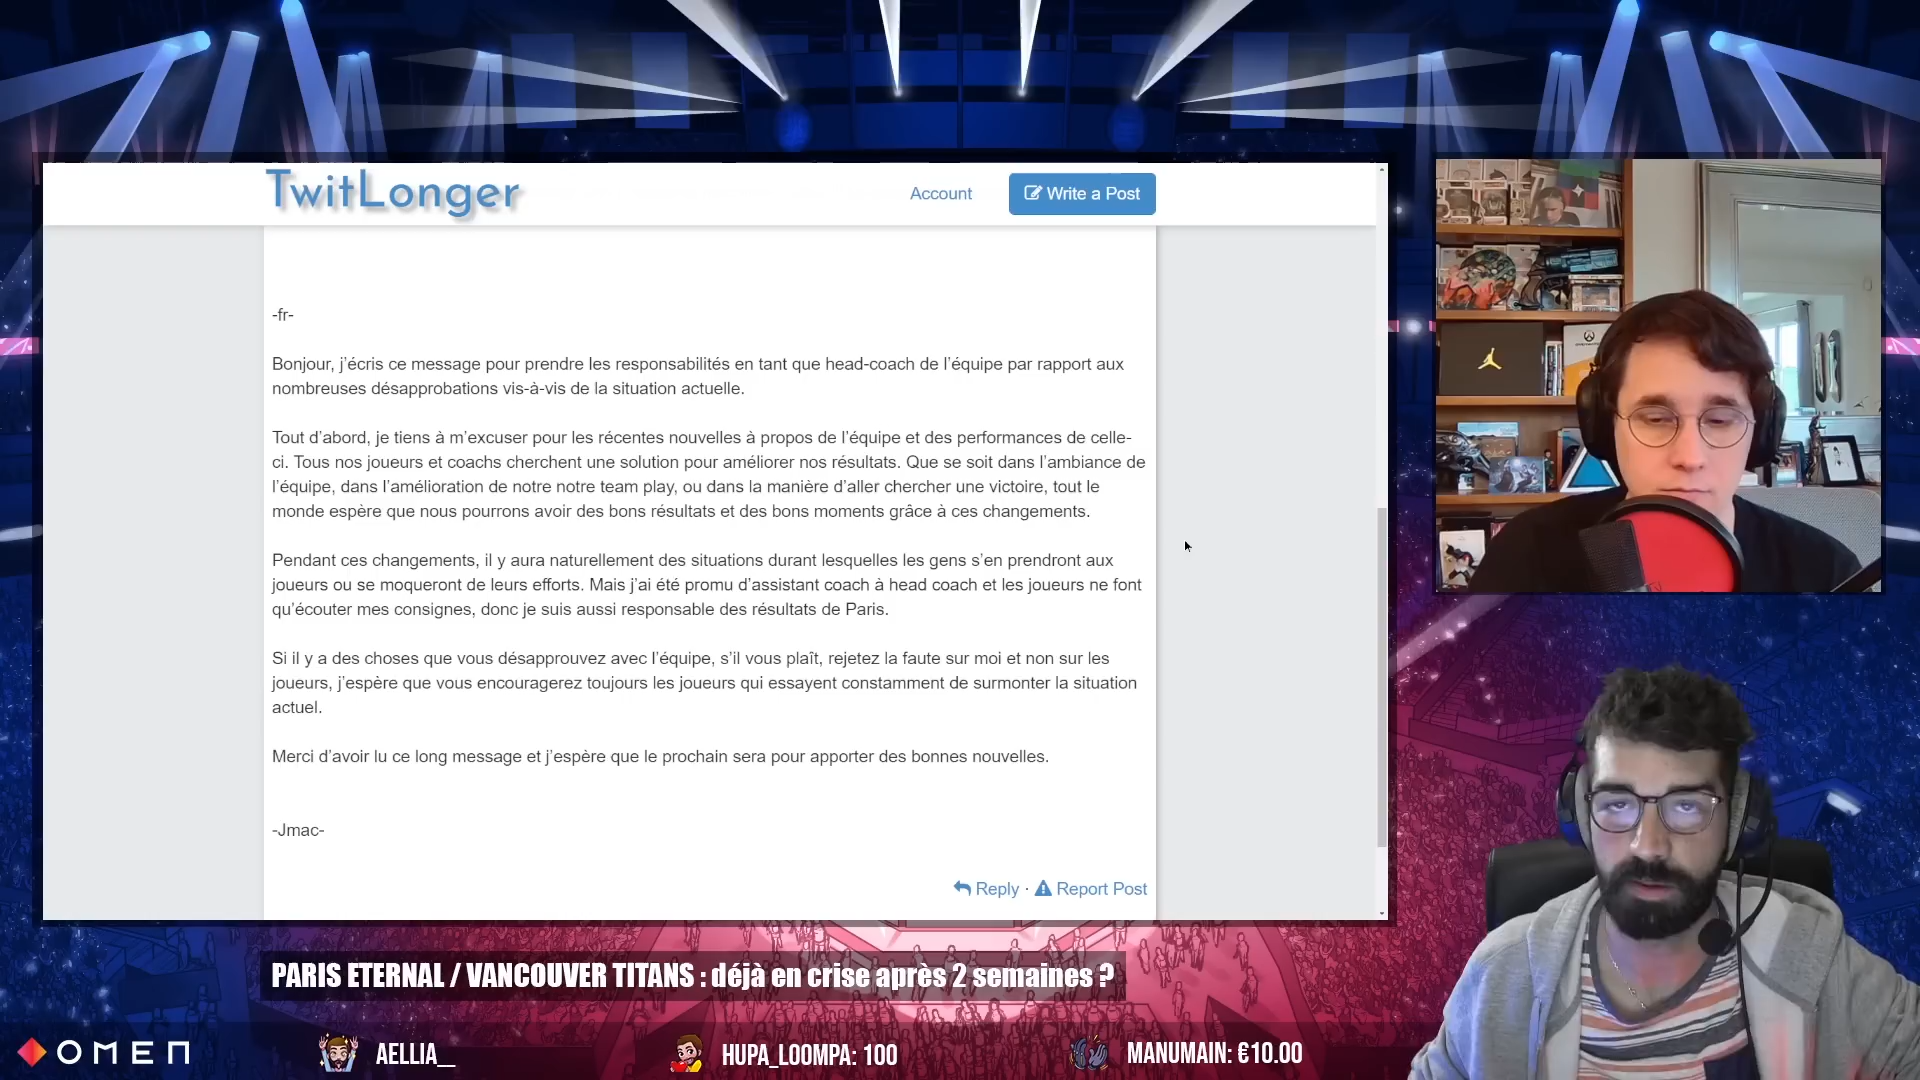 TwitLonger
Account
Write a Post
-fr-
Bonjour, j’écris ce message pour prendre les responsabilités en tant que head-coach de l’équipe par rapport aux
nombreuses désapprobations vis-à-vis de la situation actuelle.
Tout d’abord, je tiens à m’excuser pour les récentes nouvelles à propos de l’équipe et des performances de celle-
ci. Tous nos joueurs et coachs cherchent une solution pour améliorer nos résultats. Que se soit dans l’ambiance de
l’équipe, dans l’amélioration de notre notre team play, ou dans la manière d’aller chercher une victoire, tout le
monde espère que nous pourrons avoir des bons résultats et des bons moments grâce à ces changements.
Pendant ces changements, il y aura naturellement des situations durant lesquelles les gens s’en prendront aux
joueurs ou se moqueront de leurs efforts. Mais j’ai été promu d’assistant coach à head coach et les joueurs ne font
qu’écouter mes consignes, donc je suis aussi responsable des résultats de Paris.
Si il y a des choses que vous désapprouvez avec l’équipe, s’il vous plaît, rejetez la faute sur moi et non sur les
joueurs, j’espère que vous encouragerez toujours les joueurs qui essayent constamment de surmonter la situation
actuel.
Merci d’avoir lu ce long message et j’espère que le prochain sera pour apporter des bonnes nouvelles.
-Jmac-
Reply · Report Post
PARIS ETERNAL / VANCOUVER TITANS : déjà en crise après 2 semaines ?
OMEN
AELLIA__
HUPA_LOOMPA: 100
MANUMAIN: €10.00